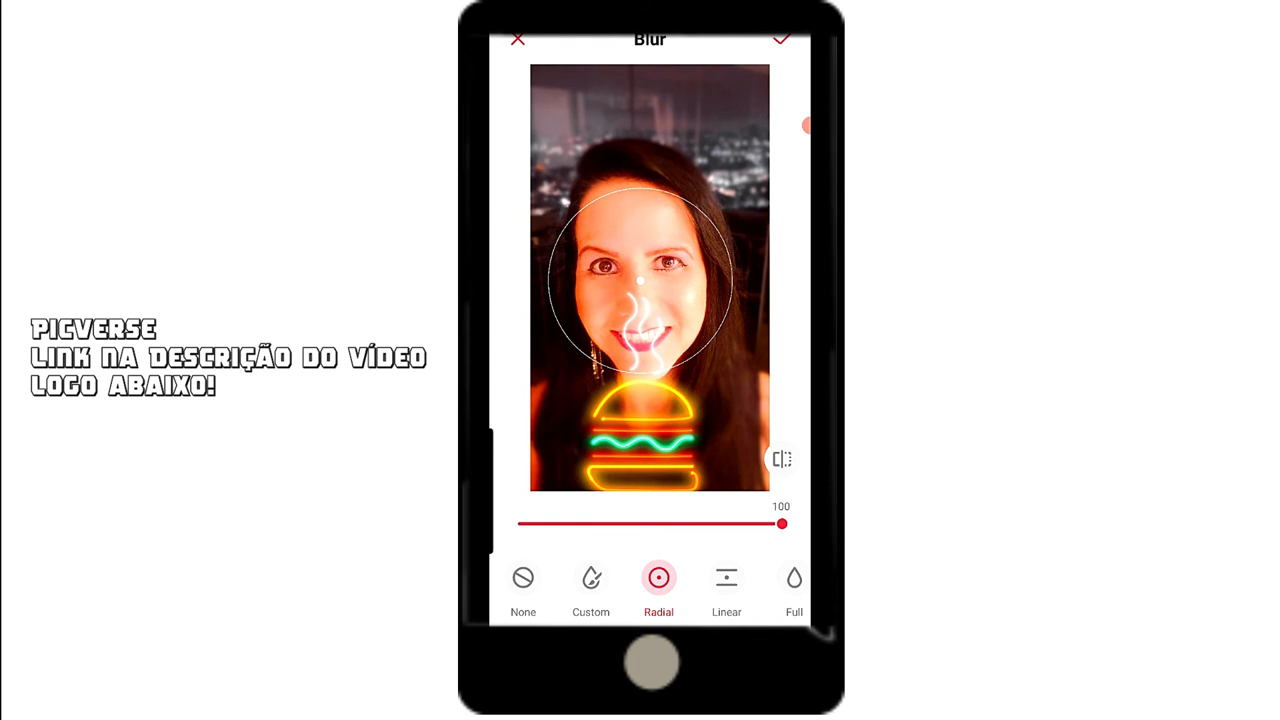 Blur
PICVERSE
LINK NA DESCRIÇÃO DO VÍDEO
LOGO ABAIXO!
100
None Custom Radial Linear Full